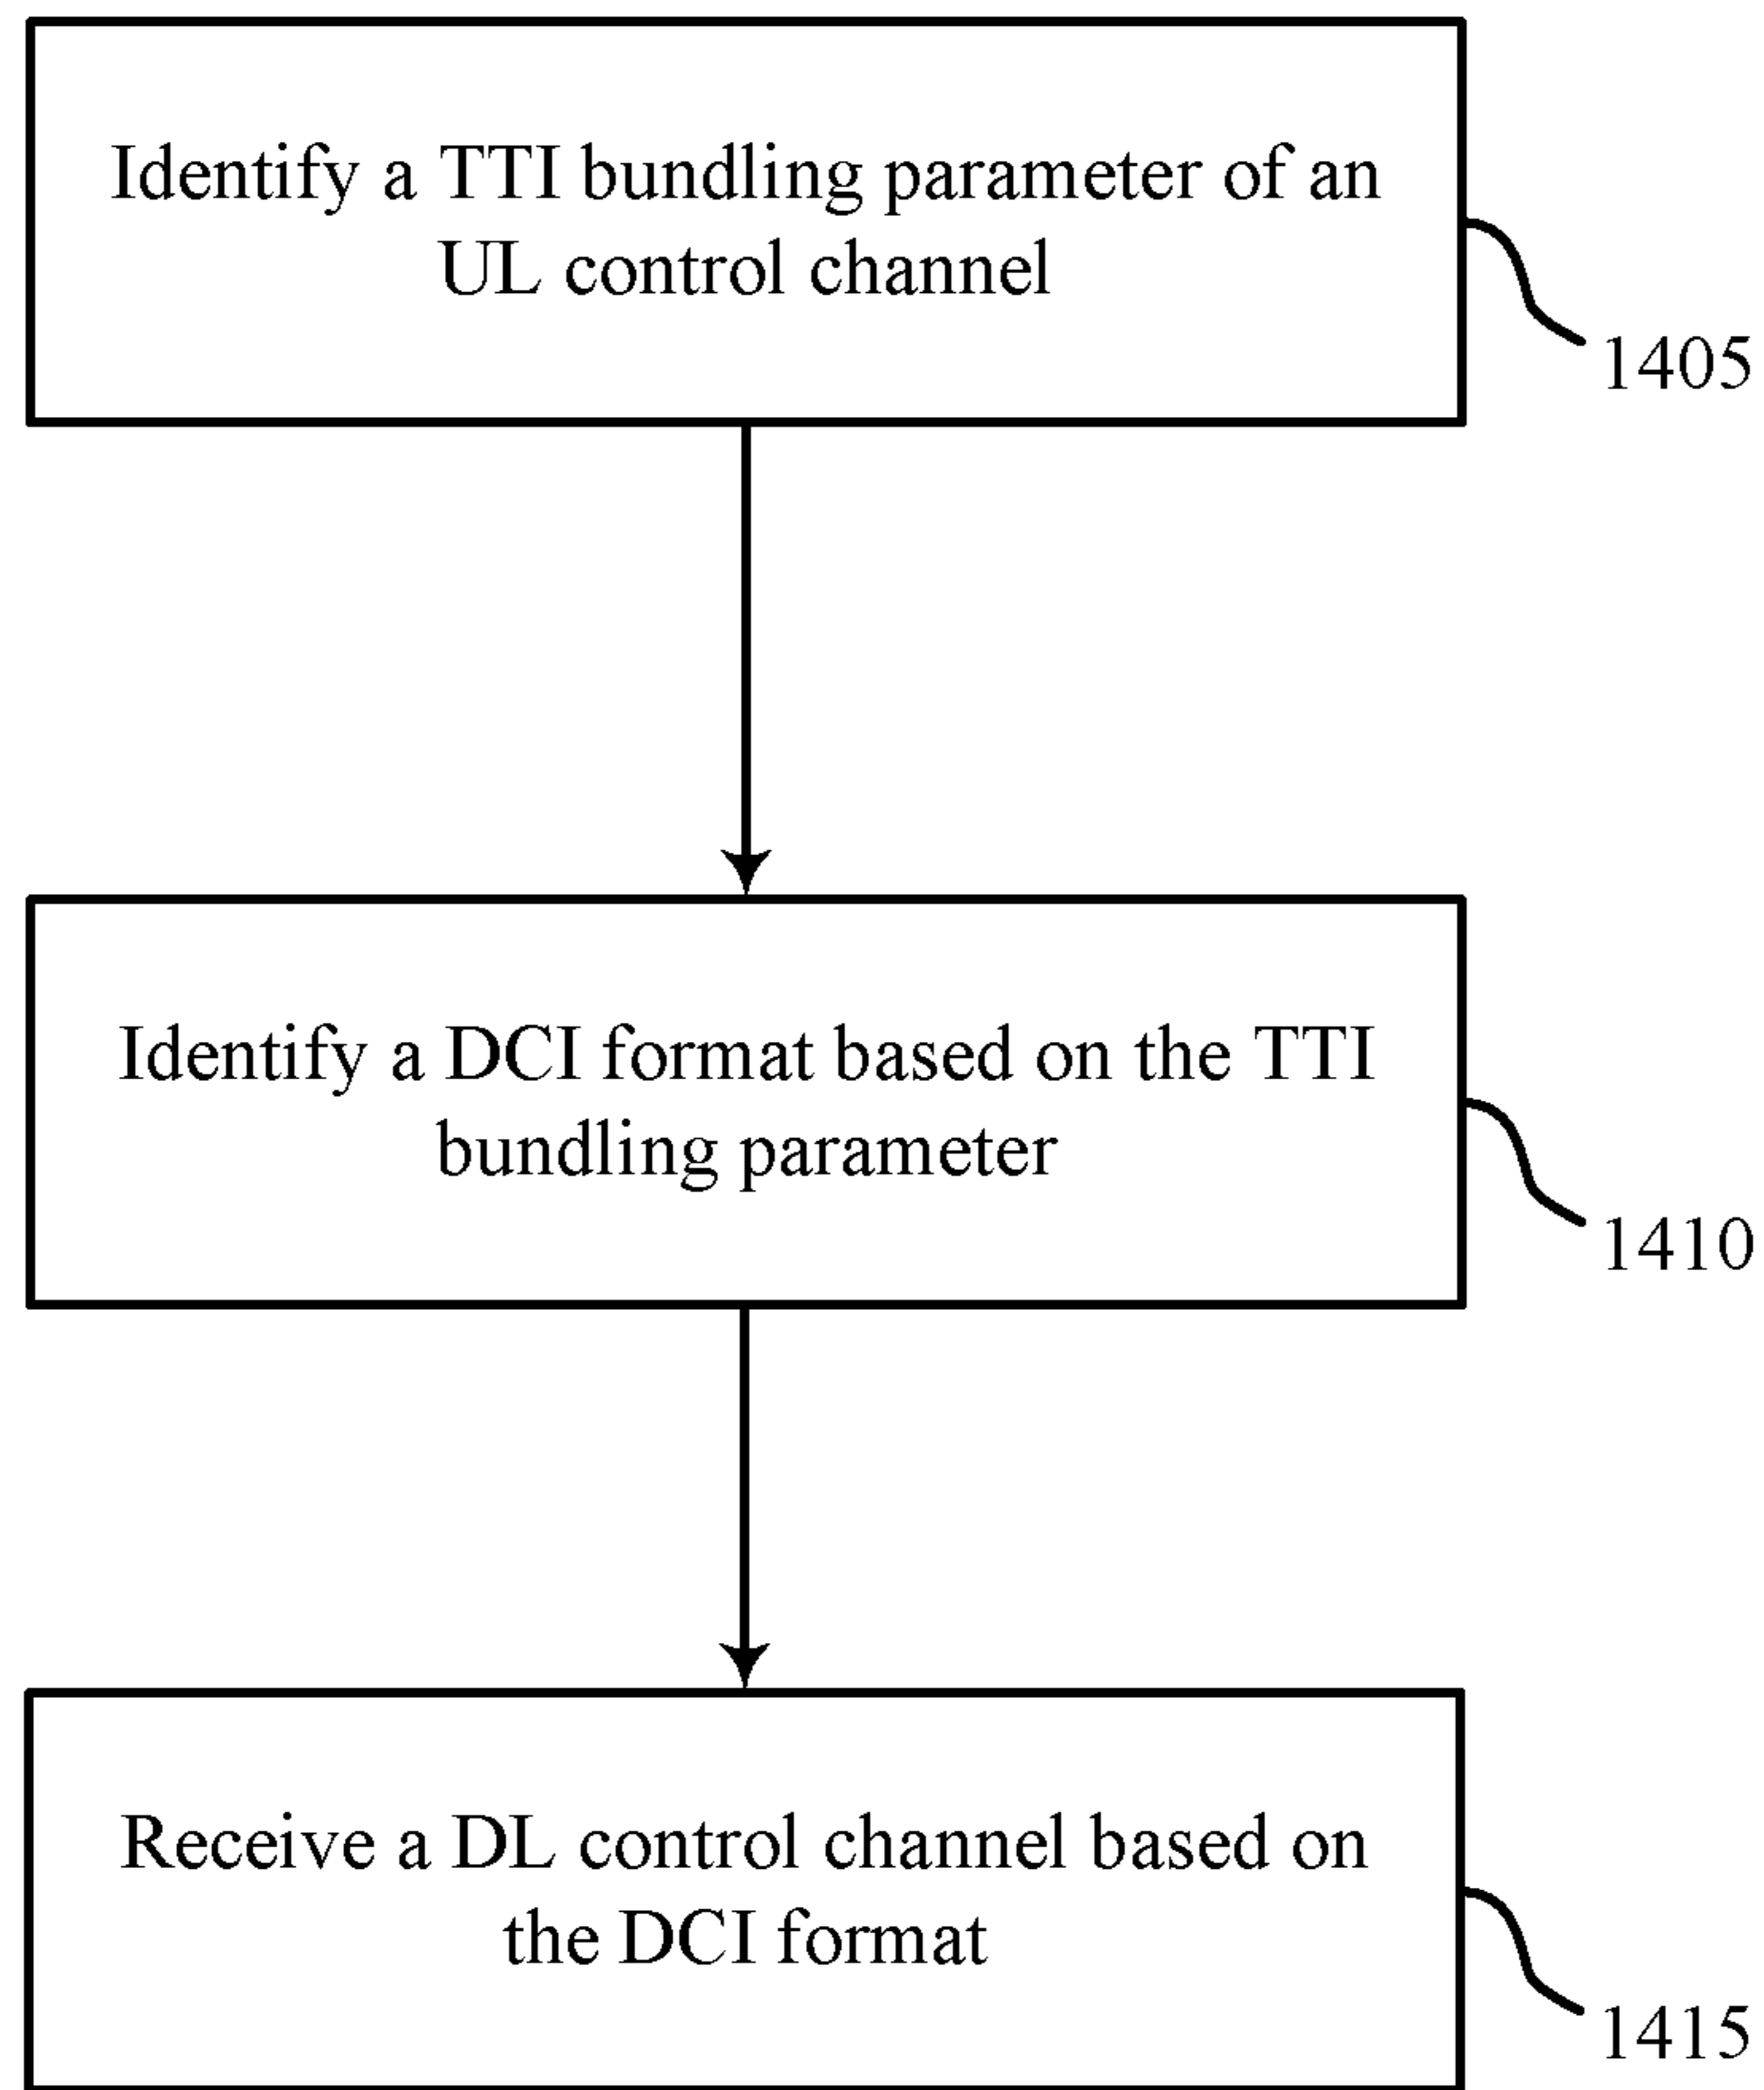 Identify a TTI bundling parameter of an
UL control channel
1405
Identify a DCI format based on the TTI
bundling parameter
1410
Receive a DL control channel based on
the DCI format
1415